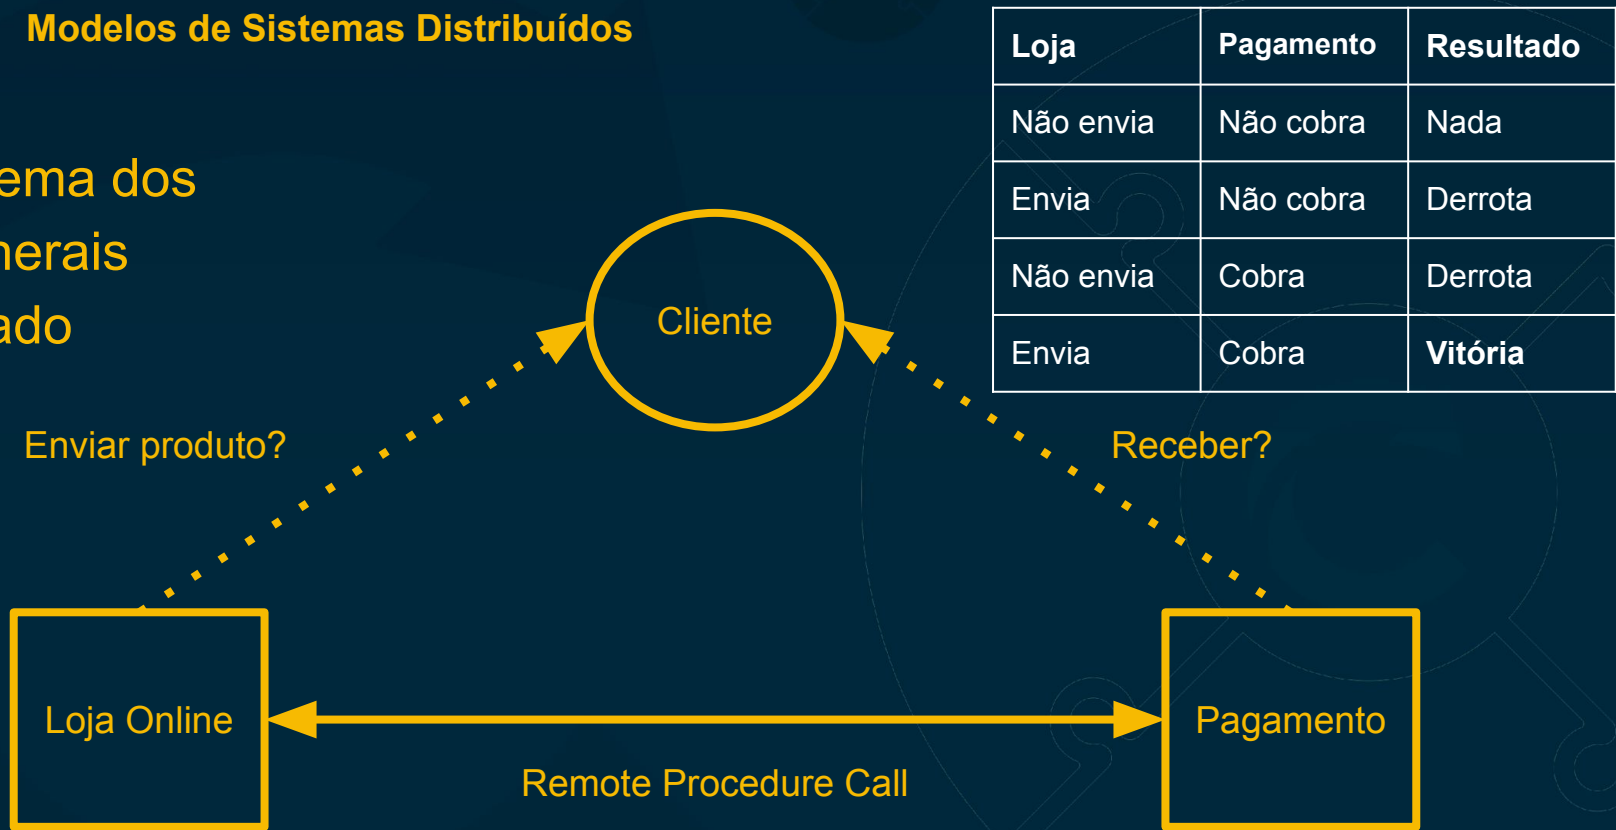 Modelos de Sistemas Distribuídos
Loja Pagamento Resultado
Não envia Não cobra Nada
Envia Não cobra Derrota
Não envia Cobra Derrota
Envia Cobra Vitória
ema dos
nerais
ado
Cliente
Enviar produto?
Receber?
Loja Online
Pagamento
Remote Procedure Call